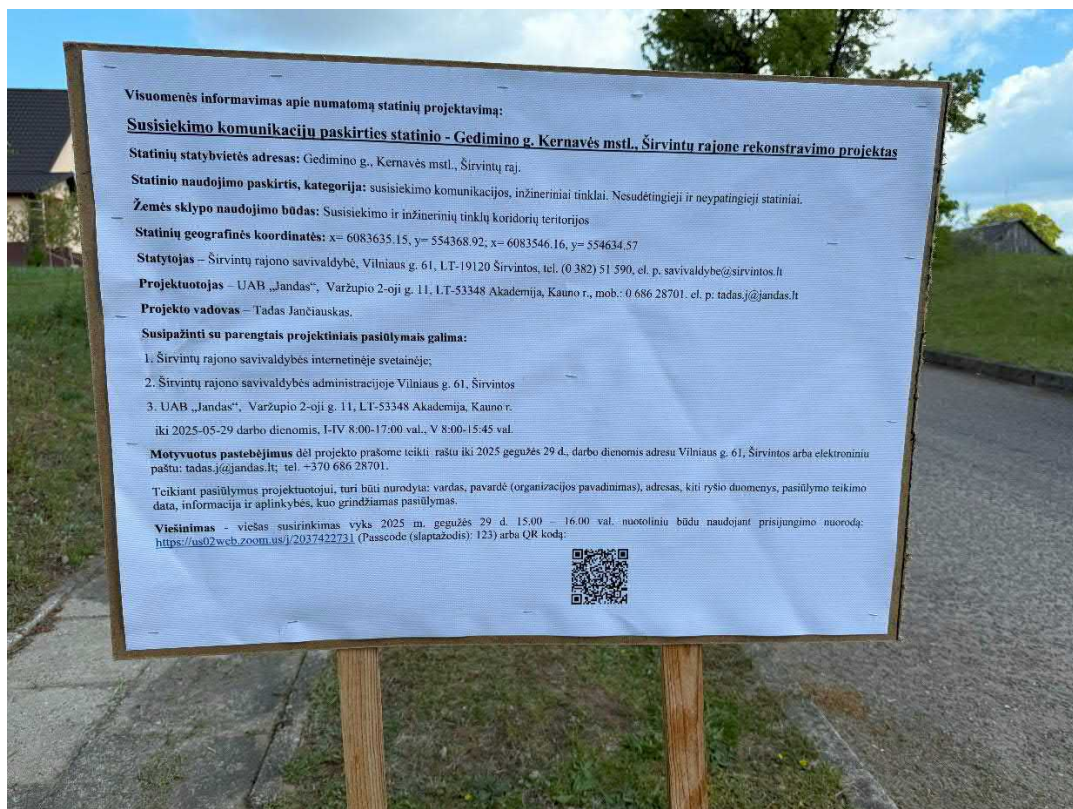 Visuomenės informavimas apie numatomą statinių projektavimą:
Susisiekimo komunikacijų paskirties statinio - Gedimino g. Kernavės mstl., Širvintų rajone rekonstravimo projektas
Statinių statybvietės adresas: Gedimino g., Kernavės mstl., Širvintų raj.
Statinio naudojimo paskirtis, kategorija: susisiekimo komunikacijos, inžineriniai tinklai. Nesudėtingieji ir neypatingieji statiniai.
Žemės sklypo naudojimo būdas: Susisiekimo ir inžinerinių tinklų koridorių teritorijos
Statinių geografinės koordinatės: x= 6083635.15, y= 554368.92; x= 6083546.16, y= 554634.57
Statytojas – Širvintų rajono savivaldybė, Vilniaus g. 61, LT-19120 Širvintos, tel. (0 382) 51 590, el. p. savivaldybe@sirvintos.lt
Projektuotojas – UAB „Jandas“, Varžupio 2-oji g. 11, LT-53348 Akademija, Kauno r., mob.: 0 686 28701. el. p: tadas.j@jandas.lt
Projekto vadovas – Tadas Jančiauskas.
Susipažinti su parengtais projektiniais pasiūlymais galima:
1. Širvintų rajono savivaldybės internetinėje svetainėje;
2. Širvintų rajono savivaldybės administracijoje Vilniaus g. 61, Širvintos
3. UAB „Jandas“, Varžupio 2-oji g. 11, LT-53348 Akademija, Kauno r.
iki 2025-05-29 darbo dienomis, I-IV 8:00-17:00 val., V 8:00-15:45 val.
Motyvuotus pastebėjimus dėl projekto prašome teikti raštu iki 2025 gegužės 29 d., darbo dienomis adresu Vilniaus g. 61, Širvintos arba elektroniniu
paštu: tadas.j@jandas.lt; tel. +370 686 28701.
Teikiant pasiūlymus projektuotojui, turi būti nurodyta: vardas, pavardė (organizacijos pavadinimas), adresas, kiti ryšio duomenys, pasiūlymo teikimo
data, informacija ir aplinkybės, kuo grindžiamas pasiūlymas.
Viešinimas - viešas susirinkimas vyks 2025 m. gegužės 29 d. 15.00 – 16.00 val. nuotoliniu būdu naudojant prisijungimo nuorodą:
https://us02web.zoom.us/j/2037422731 (Passcode (slaptažodis): 123) arba QR kodą: